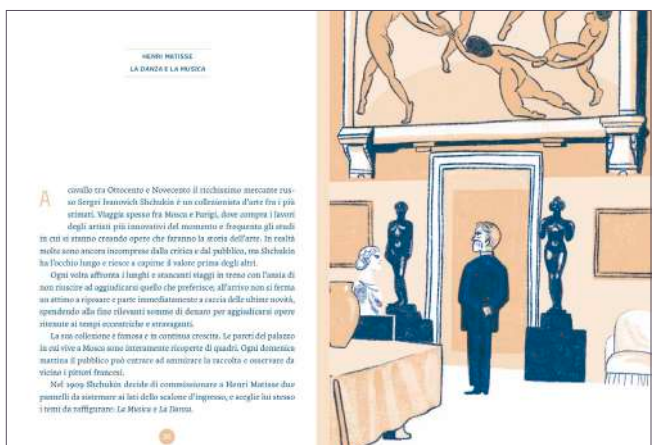 HENRI MATISSE
LA DANZA E LA MUSICA
A cavallo tra Ottocento e Novecento il ricchissimo mercante rus-
so Sergei Ivanovich Shchukin è un collezionista d'arte fra i più
stimati. Viaggia spesso fra Mosca e Parigi, dove compra i lavori
degli artisti più innovativi del momento e frequenta gli studi
in cui si stanno creando opere che faranno la storia dell'arte. In realtà
molte sono ancora incomprese dalla critica e dal pubblico, ma Shchukin
ha l'occhio lungo e riesce a capirne il valore prima degli altri.
Ogni volta affronta i lunghi e stancanti viaggi in treno con l'ansia di
non riuscire ad aggiudicarsi quello che preferisce; all'arrivo non si ferma
un attimo a riposare e parte immediatamente a caccia delle ultime novità,
spendendo alla fine rilevanti somme di denaro per aggiudicarsi opere
ritenute ai tempi eccentriche e stravaganti.
La sua collezione è famosa e in continua crescita. Le pareti del palazzo
in cui vive a Mosca sono interamente ricoperte di quadri. Ogni domenica
mattina il pubblico può entrare ad ammirare la raccolta e osservare da
vicino i pittori francesi.
Nel 1909 Shchukin decide di commissionare a Henri Matisse due
pannelli da sistemare ai lati dello scalone d'ingresso, e sceglie lui stesso
i temi da raffigurare: La Musica e La Danza.